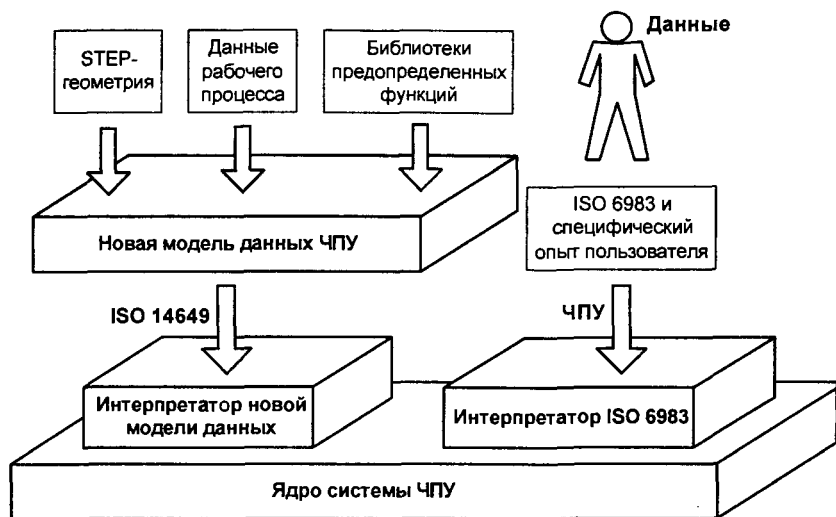 STEP-
геометрия
Данные
рабочего
процесса
Библиотеки
предопределенных
функций
Данные
Новая модель данных ЧПУ
ISO 6983 и
специфический
опыт пользователя
ISO 14649
ЧПУ
Интерпретатор новой
модели данных
Интерпретатор ISO 6983
Ядро системы ЧПУ